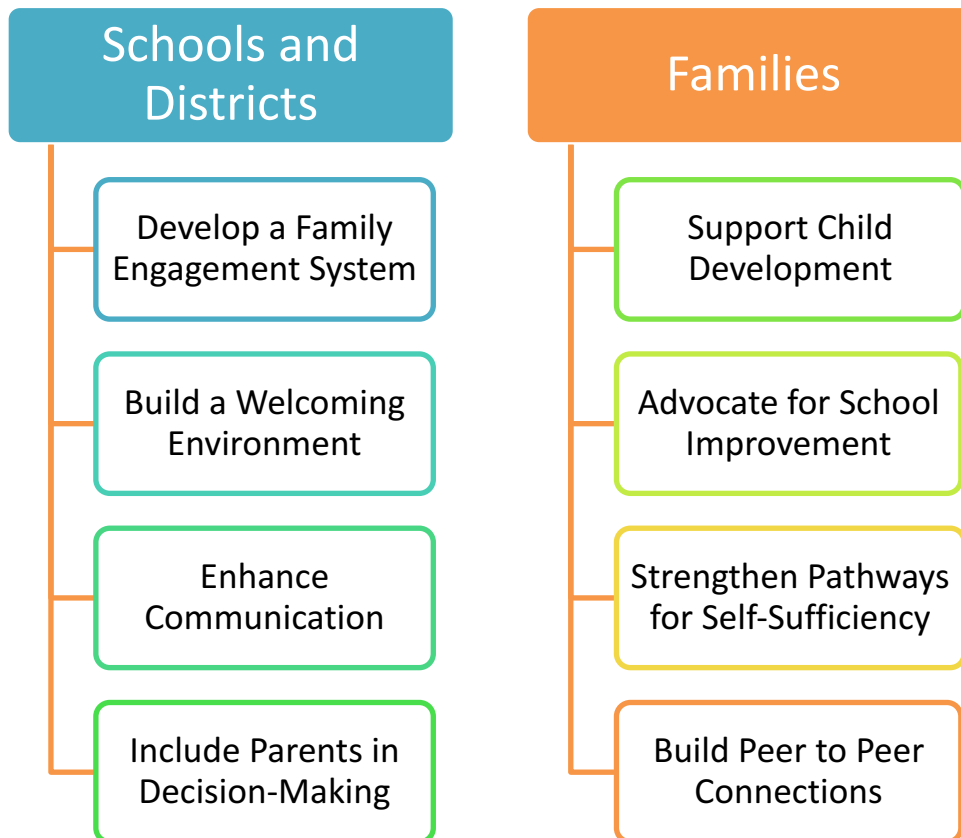 Schools and
Districts
Develop a Family
Engagement System
Build a Welcoming
Environment
Enhance
Communication
Include Parents in
Decision-Making
Families
Support Child
Development
Advocate for School
Improvement
Strengthen Pathways
for Self-Sufficiency
Build Peer to Peer
Connections